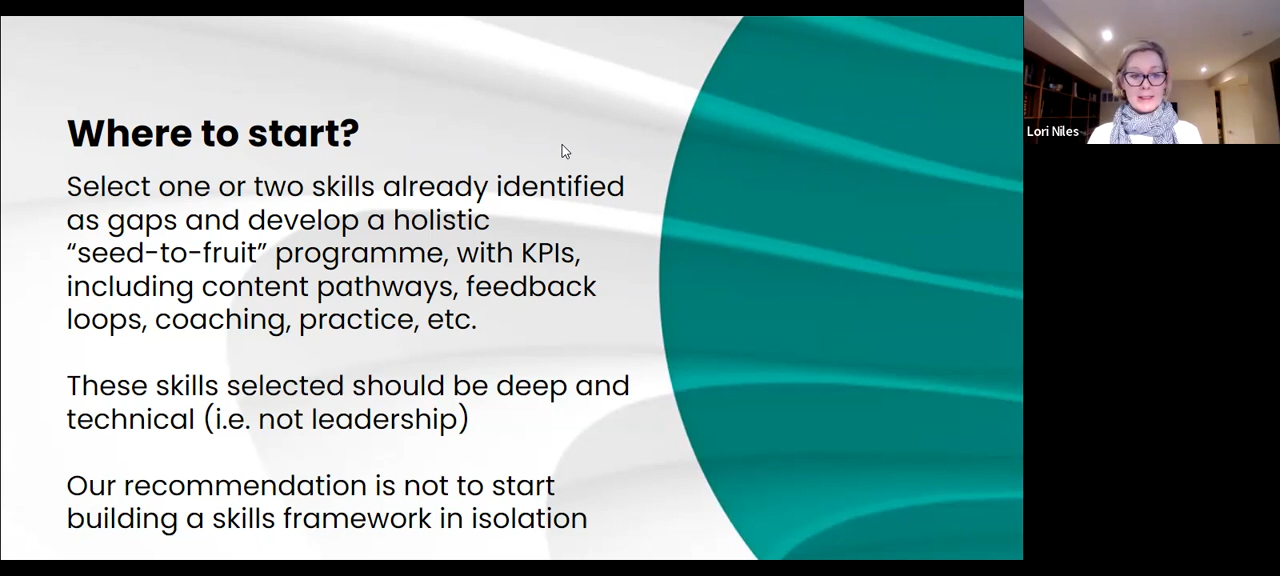 Where to start?
Select one or two skills already identified
as gaps and develop a holistic
“seed-to-fruit” programme, with KPIs,
including content pathways, feedback
loops, coaching, practice, etc.
These skills selected should be deep and
technical (i.e. not leadership)
Our recommendation is not to start
building a skills framework in isolation
Lori Niles